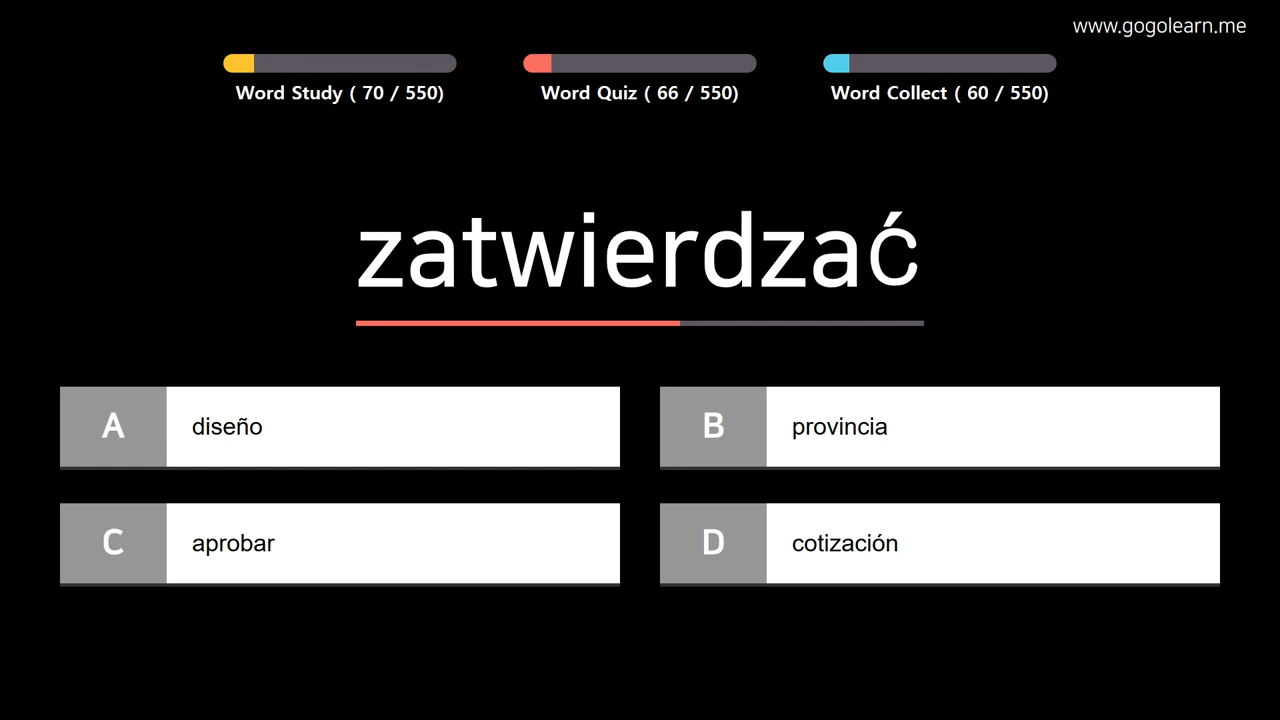 www.gogolearn.me
Word Study ( 70 / 550)
Word Quiz ( 66 / 550)
Word Collect ( 60 / 550)
zatwierdzać
A diseño
B provincia
C aprobar
D cotización